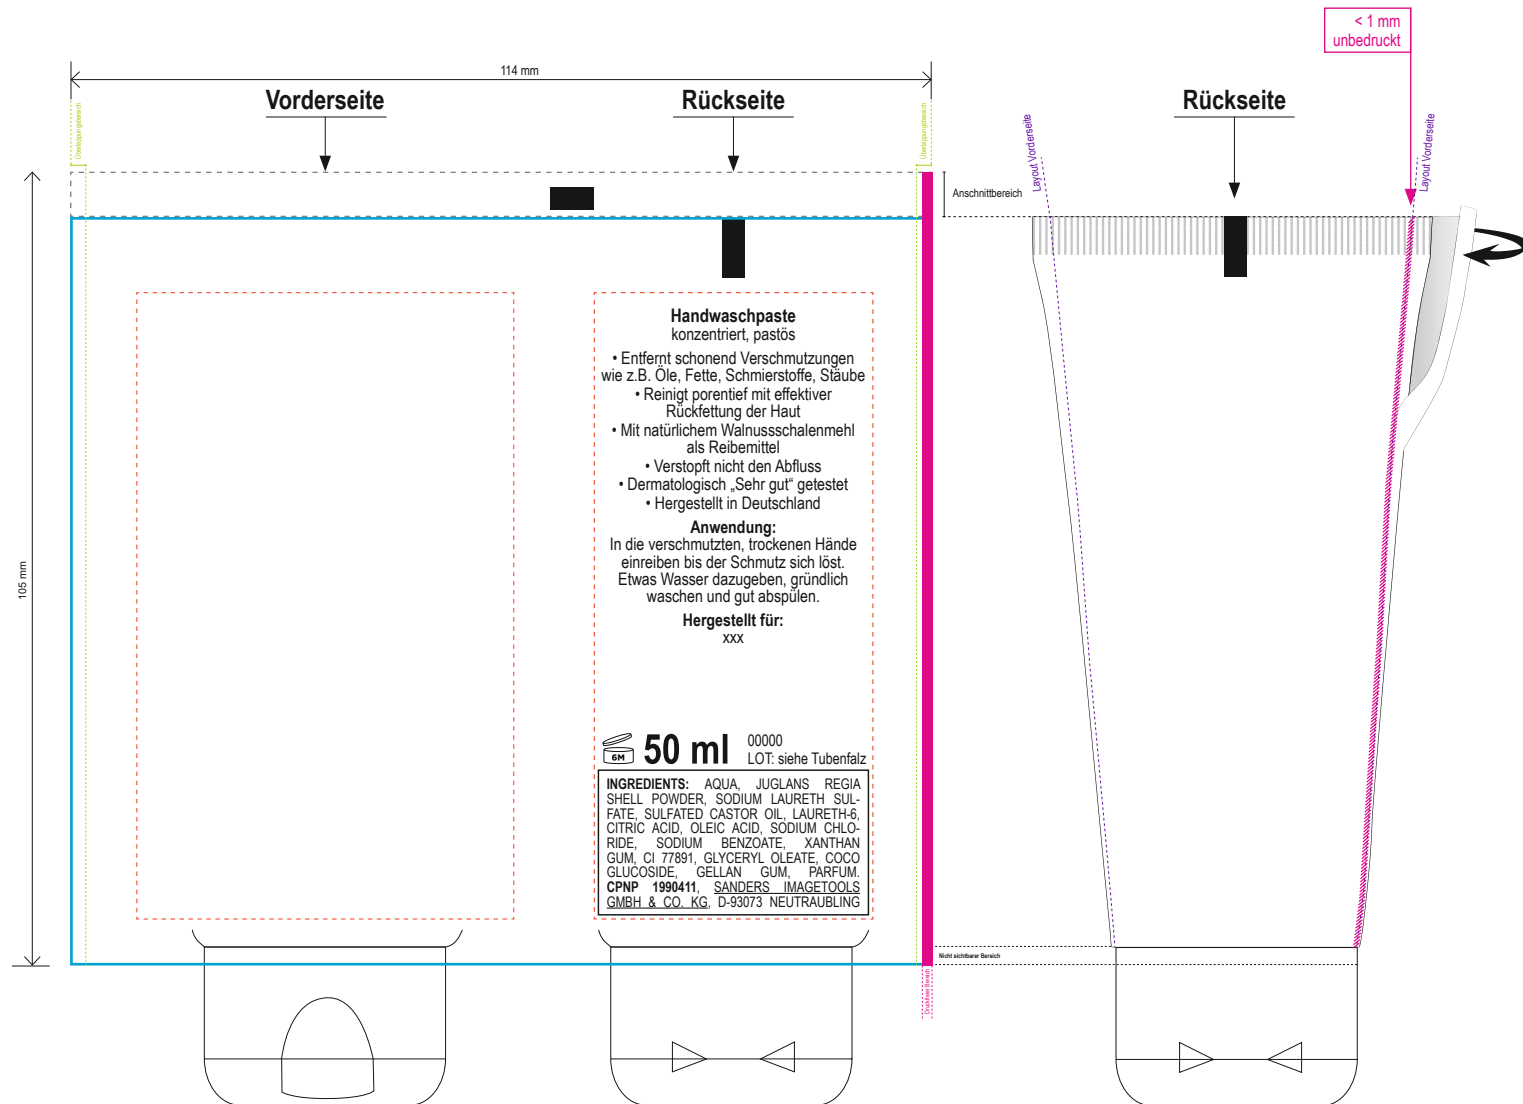 < 1 mm
unbedruckt
114 mm
Vorderseite
Rückseite
Rückseite
Überlappungsbereich
Überlappungsbereich
Layout Vorderseite
Layout Vorderseite
Anschnittbereich
105 mm
Handwaschpaste
konzentriert, pastös
• Entfernt schonend Verschmutzungen
wie z.B. Öle, Fette, Schmierstoffe, Stäube
• Reinigt porentief mit effektiver
Rückfettung der Haut
• Mit natürlichem Walnussschalenmehl
als Reibemittel
• Verstopft nicht den Abfluss
• Dermatologisch „Sehr gut“ getestet
• Hergestellt in Deutschland
Anwendung:
In die verschmutzten, trockenen Hände
einreiben bis der Schmutz sich löst.
Etwas Wasser dazugeben, gründlich
waschen und gut abspülen.
Hergestellt für:
xxx
6M
50 ml
00000
LOT: siehe Tubenfalz
INGREDIENTS: AQUA, JUGLANS REGIA
SHELL POWDER, SODIUM LAURETH SUL-
FATE, SULFATED CASTOR OIL, LAURETH-6,
CITRIC ACID, OLEIC ACID, SODIUM CHLO-
RIDE, SODIUM BENZOATE, XANTHAN
GUM, CI 77891, GLYCERYL OLEATE, COCO
GLUCOSIDE, GELLAN GUM, PARFUM.
CPNP 1990411, SANDERS IMAGETOOLS
GMBH & CO. KG, D-93073 NEUTRAUBLING
Nicht sichtbarer Bereich
Druckfreier Bereich